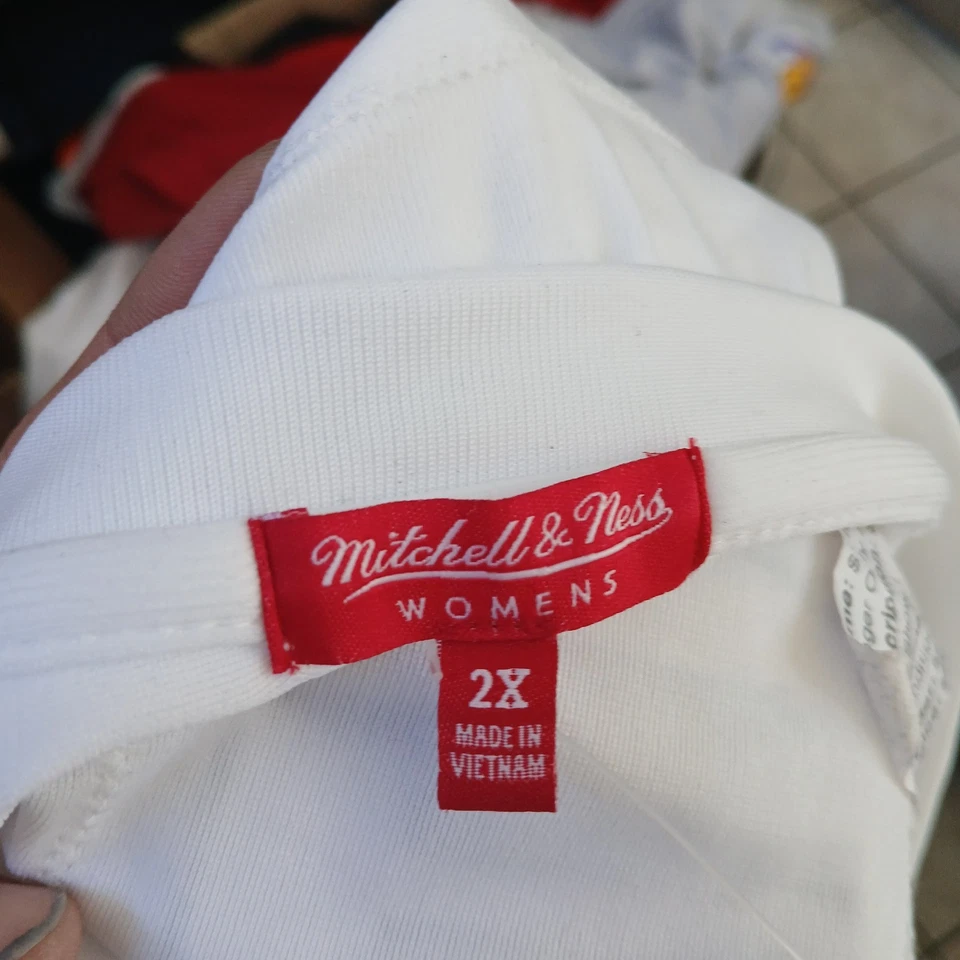 Mitchell & Ness
WOMENS
2X
MADE IN
VIETNAM